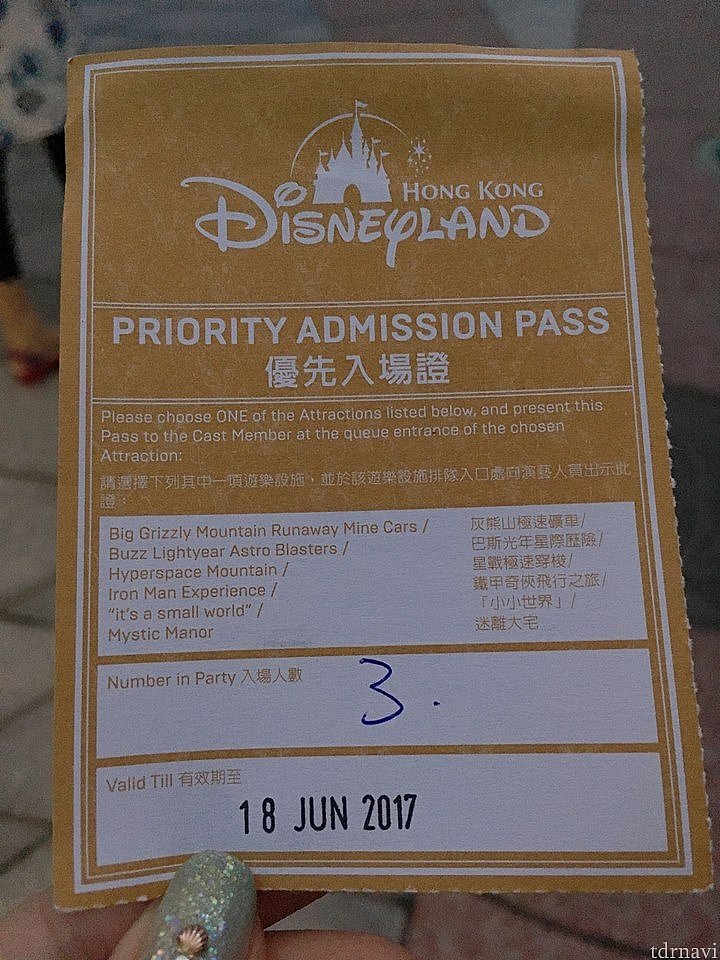 HONG KONG
DISNEYLAND
PRIORITY ADMISSION PASS
優先入場證
Please choose ONE of the Attractions listed below, and present this
Pass to the Cast Member at the queue entrance of the chosen
Attraction:
請選擇下列其中一項遊樂設施、並於該遊樂設施排隊入口處向演藝人員出示此
證：
Big Grizzly Mountain Runaway Mine Cars /
Buzz Lightyear Astro Blasters /
Hyperspace Mountain /
Iron Man Experience /
"it's a small world" /
Mystic Manor
灰熊山極速礦車/
巴斯光年星際歷險/
星戰極速穿梭/
鐵甲奇俠飛行之旅/
「小小世界」/
迷離大宅
Number in Party 入場人數
3.
Valid Till 有效期至
18 JUN 2017
tdrnavi